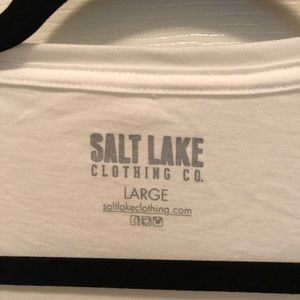 SALT LAKE
CLOTHING CO.
LARGE
saltlakeclothing.com